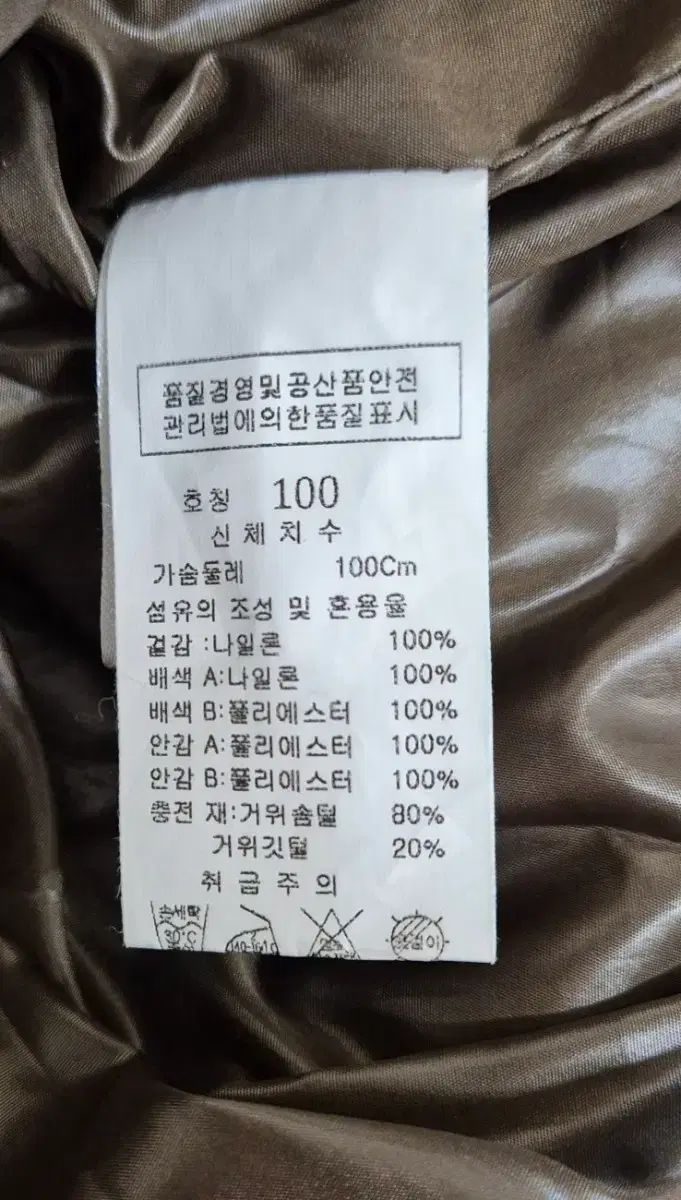 품질경영및공산품안전
관리법에의한품질표시
호칭 100
신체치수
가슴둘레 100Cm
섬유의 조성 및 혼용율
겉감 :나일론 100%
배색 A:나일론 100%
배색 B:폴리에스터 100%
안감 A:폴리에스터 100%
안감 B:폴리에스터 100%
충전 재:거위솜털 80%
거위깃털 20%
취급주의
손세탁
30°C